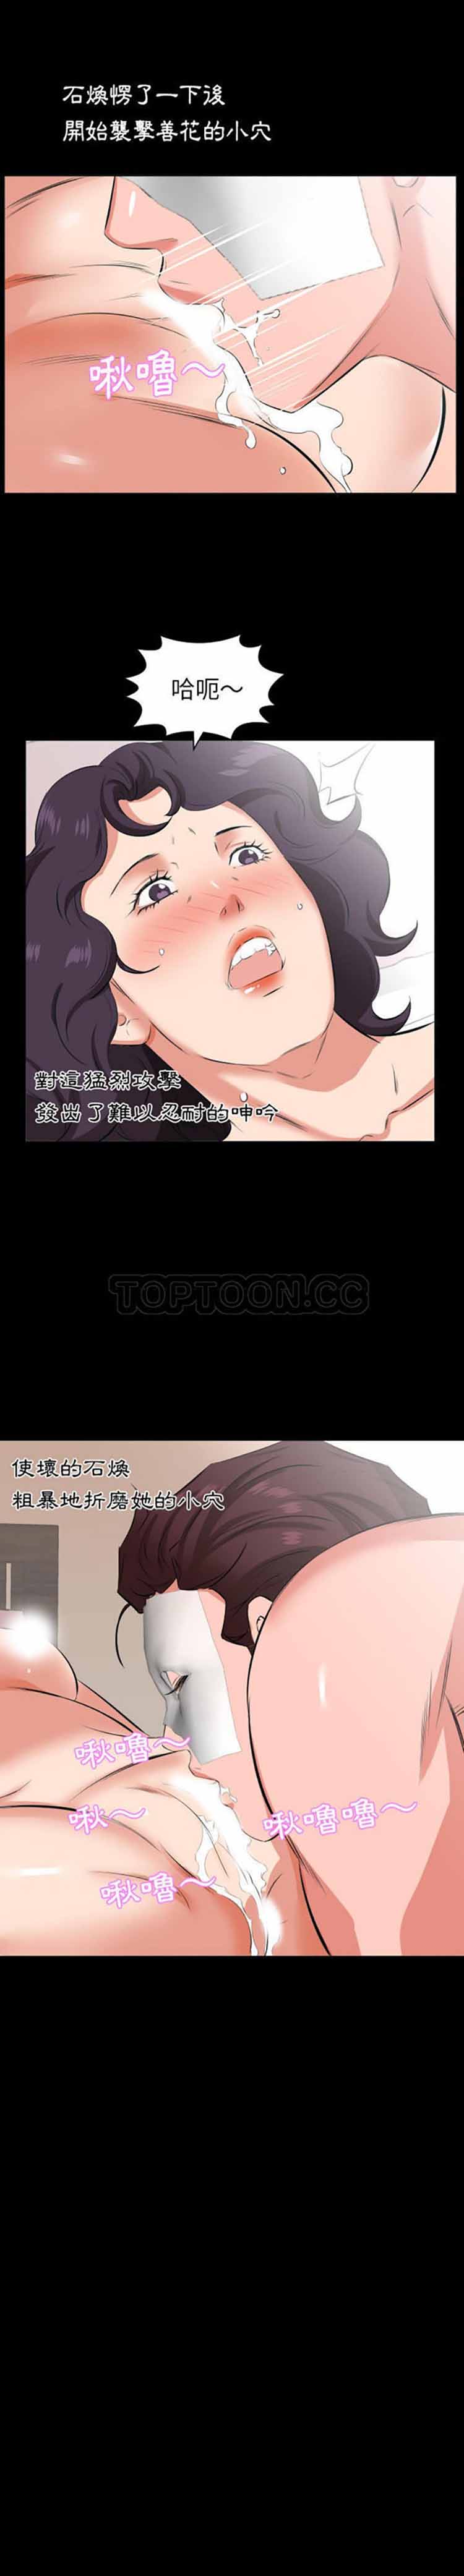 石煥愣了一下後
開始襲擊善花的小穴
啾嚕～
哈呃～
對這猛烈攻擊
發出了難以忍耐的呻吟
TOPTOON.CC
使壞的石煥
粗暴地折磨她的小穴
啾嚕～
啾～
啾嚕嚕～
啾嚕～